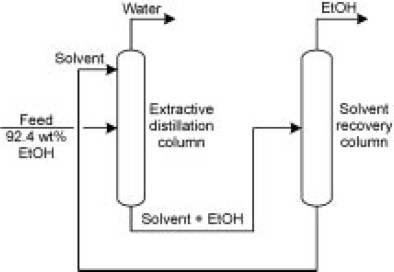 Water
EtOH
Solvent
Feed
92.4 wt%
EtOH
Extractive
distillation
column
Solvent
recovery
column
Solvent + EtOH